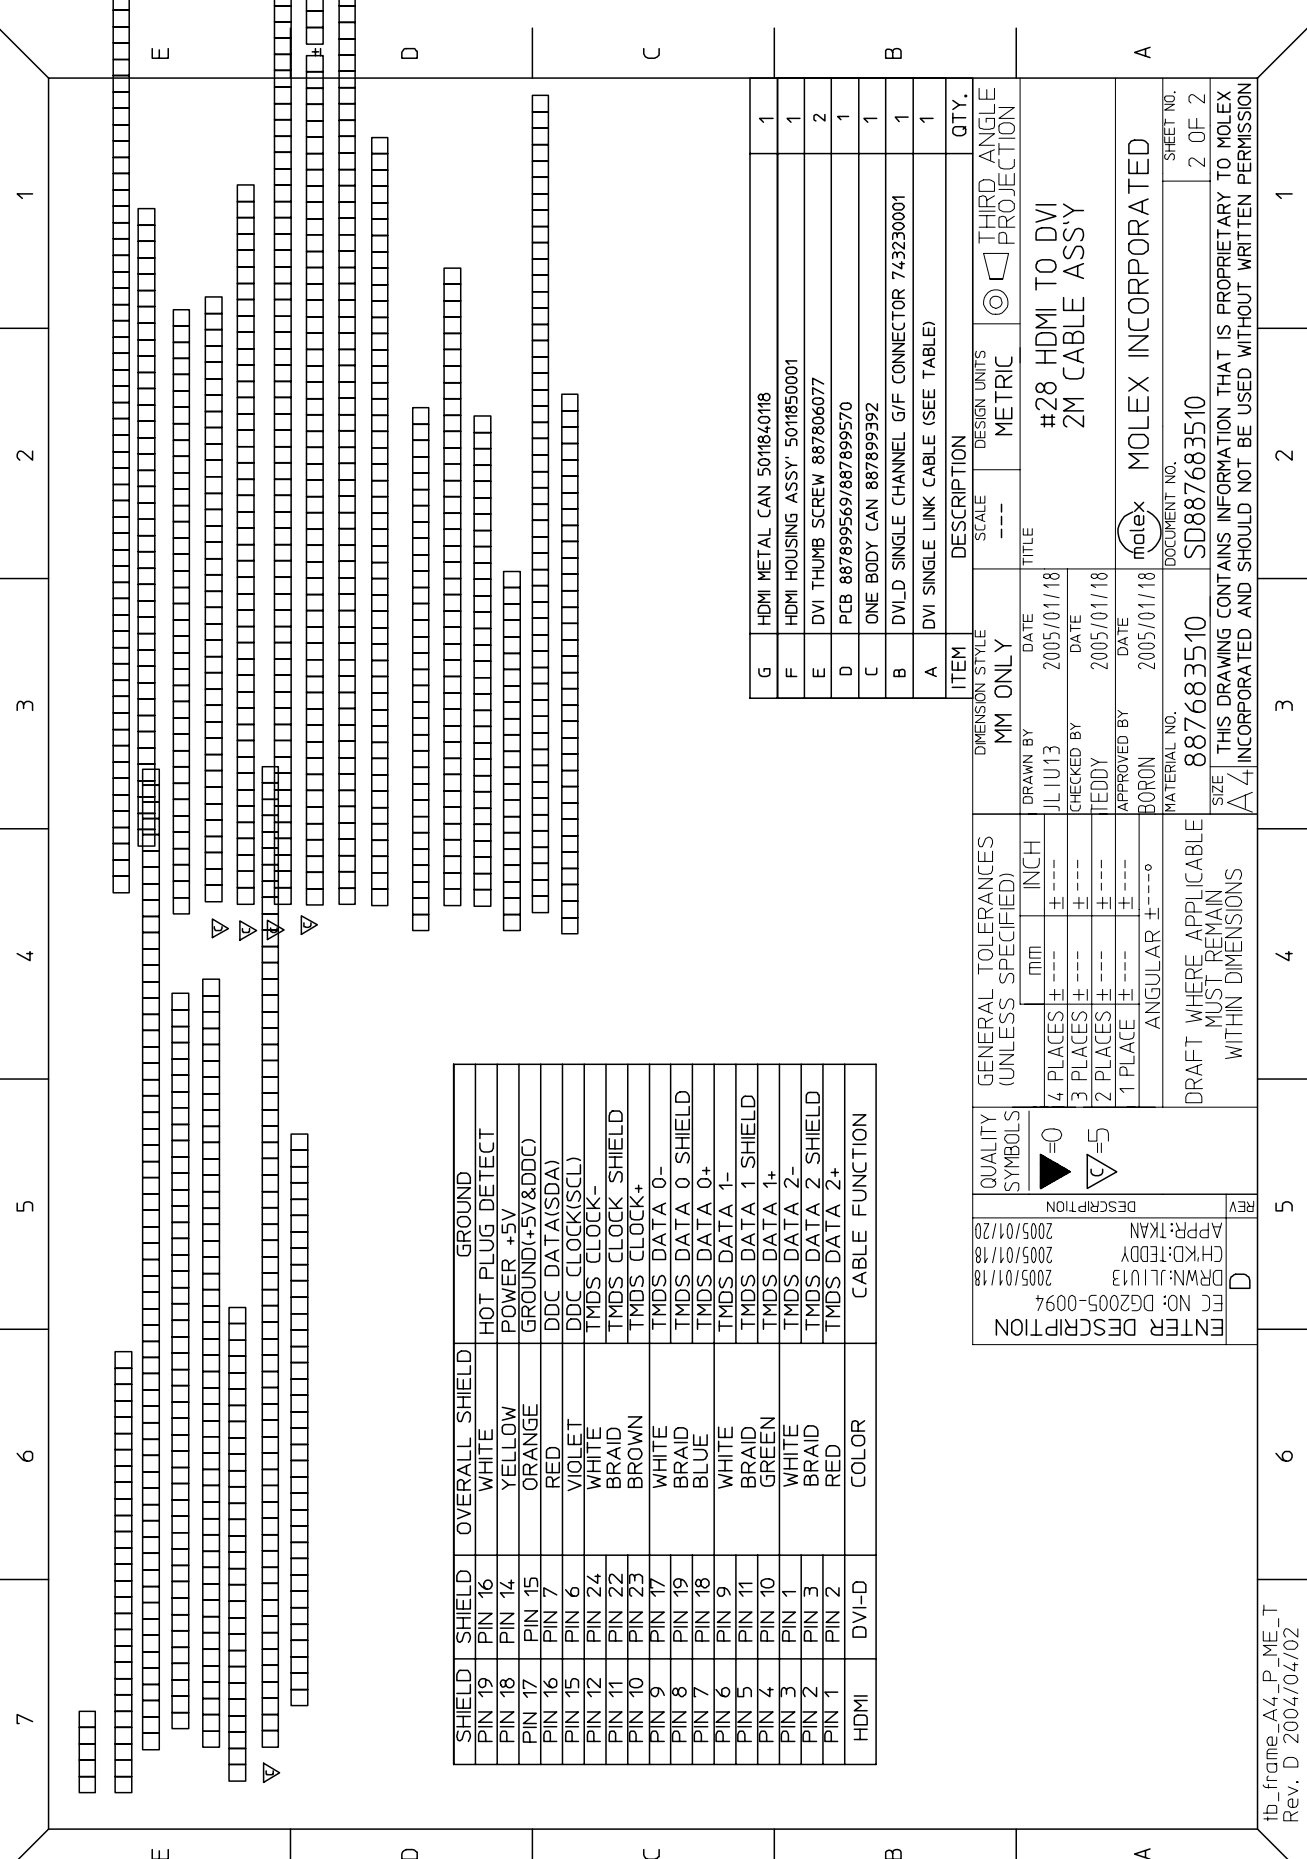 7 6 5 4 3 2 1
E
E
D
D
C
C
B
B
A
A
±
C
C
C
C
C
SHIELD SHIELD OVERALL SHIELD GROUND
PIN 19 PIN 16 WHITE HOT PLUG DETECT
PIN 18 PIN 14 YELLOW POWER +5V
PIN 17 PIN 15 ORANGE GROUND(+5V&DDC)
PIN 16 PIN 7 RED DDC DATA(SDA)
PIN 15 PIN 6 VIOLET DDC CLOCK(SCL)
PIN 12 PIN 24 WHITE TMDS CLOCK-
PIN 11 PIN 22 BRAID TMDS CLOCK SHIELD
PIN 10 PIN 23 BROWN TMDS CLOCK+
PIN 9 PIN 17 WHITE TMDS DATA 0-
PIN 8 PIN 19 BRAID TMDS DATA 0 SHIELD
PIN 7 PIN 18 BLUE TMDS DATA 0+
PIN 6 PIN 9 WHITE TMDS DATA 1-
PIN 5 PIN 11 BRAID TMDS DATA 1 SHIELD
PIN 4 PIN 10 GREEN TMDS DATA 1+
PIN 3 PIN 1 WHITE TMDS DATA 2-
PIN 2 PIN 3 BRAID TMDS DATA 2 SHIELD
PIN 1 PIN 2 RED TMDS DATA 2+
HDMI DVI-D COLOR CABLE FUNCTION
G HDMI METAL CAN 5011840118 1
F HDMI HOUSING ASSY' 5011850001 1
E DVI THUMB SCREW 887806077 2
D PCB 887899569/887899570 1
C ONE BODY CAN 887899392 1
B DVI_D SINGLE CHANNEL G/F CONNECTOR 743230001 1
A DVI SINGLE LINK CABLE (SEE TABLE) 1
ITEM DESCRIPTION QTY.
ENTER DESCRIPTION
EC NO: DG2005-0094
DRWN:JLIU13 2005/01/18
CH'KD:TEDDY 2005/01/18
APPR:TKAN 2005/01/20
D
REV DESCRIPTION
QUALITY
SYMBOLS
=0
C =5
GENERAL TOLERANCES
(UNLESS SPECIFIED)
mm INCH
4 PLACES ± --- ± ---
3 PLACES ± --- ± ---
2 PLACES ± --- ± ---
1 PLACE ± --- ± ---
ANGULAR ±---°
DRAFT WHERE APPLICABLE
MUST REMAIN
WITHIN DIMENSIONS
DIMENSION STYLE
MM ONLY
SCALE
---
DESIGN UNITS
METRIC
THIRD ANGLE
PROJECTION
DRAWN BY DATE
JLIU13 2005/01/18
CHECKED BY DATE
TEDDY 2005/01/18
APPROVED BY DATE
BORON 2005/01/18
TITLE
#28 HDMI TO DVI
2M CABLE ASS'Y
molex MOLEX INCORPORATED
MATERIAL NO.
887683510
DOCUMENT NO.
SD887683510
SHEET NO.
2 OF 2
SIZE
A4
THIS DRAWING CONTAINS INFORMATION THAT IS PROPRIETARY TO MOLEX
INCORPORATED AND SHOULD NOT BE USED WITHOUT WRITTEN PERMISSION
tb_frame_A4_P_ME_T
Rev. D 2004/04/02
7 6 5 4 3 2 1